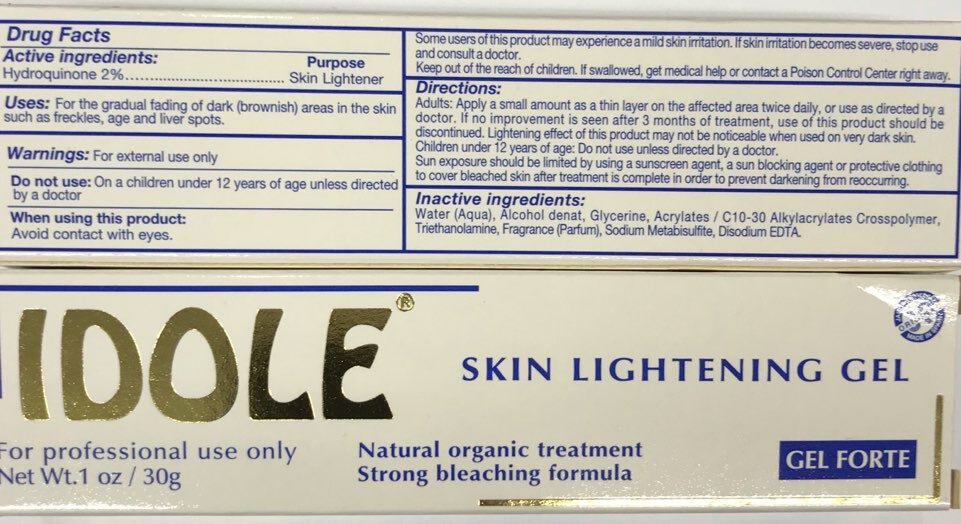 Drug Facts
Active ingredients:
Purpose
Hydroquinone 2%................................ Skin Lightener
Uses: For the gradual fading of dark (brownish) areas in the skin
such as freckles, age and liver spots.
Warnings: For external use only
Do not use: On a children under 12 years of age unless directed
by a doctor
When using this product:
Avoid contact with eyes.
Some users of this product may experience a mild skin irritation. If skin irritation becomes severe, stop use
and consult a doctor.
Keep out of the reach of children. If swallowed, get medical help or contact a Poison Control Center right away.
Directions:
Adults: Apply a small amount as a thin layer on the affected area twice daily, or use as directed by a
doctor. If no improvement is seen after 3 months of treatment, use of this product should be
discontinued. Lightening effect of this product may not be noticeable when used on very dark skin.
Children under 12 years of age: Do not use unless directed by a doctor.
Sun exposure should be limited by using a sunscreen agent, a sun blocking agent or protective clothing
to cover bleached skin after treatment is complete in order to prevent darkening from reoccurring.
Inactive ingredients:
Water (Aqua), Alcohol denat, Glycerine, Acrylates / C10-30 Alkylacrylates Crosspolymer,
Triethanolamine, Fragrance (Parfum), Sodium Metabisulfite, Disodium EDTA.
IDOLE®
SKIN LIGHTENING GEL
For professional use only
Net Wt.1 oz / 30g
Natural organic treatment
Strong bleaching formula
GEL FORTE